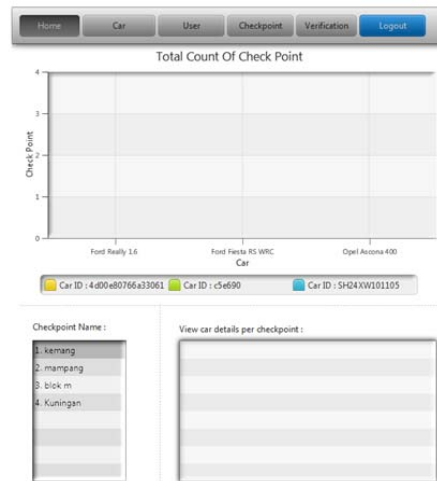 Home Car User Checkpoint Verification Logout
Total Count Of Check Point
4
3
2
1
0
Check Point
Ford Really 1.6 Ford Fiesta RS WRC Opel Ascona 400
Car
Car ID : 4d00e80766a33061 Car ID : c5e690 Car ID : SH24XW101105
Checkpoint Name :
1. kemang
2. mampang
3. blok m
4. Kuningan
View car details per checkpoint :